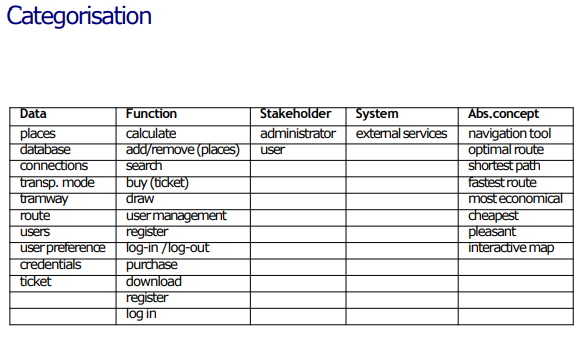 Categorisation
Data Function Stakeholder System Abs.concept
places calculate administrator external services navigation tool
database add/remove (places) user optimal route
connections search shortest path
transp. mode buy (ticket) fastest route
tramway draw most economical
route user management cheapest
users register pleasant
user preference log-in /log-out interactive map
credentials purchase
ticket download
register
log in